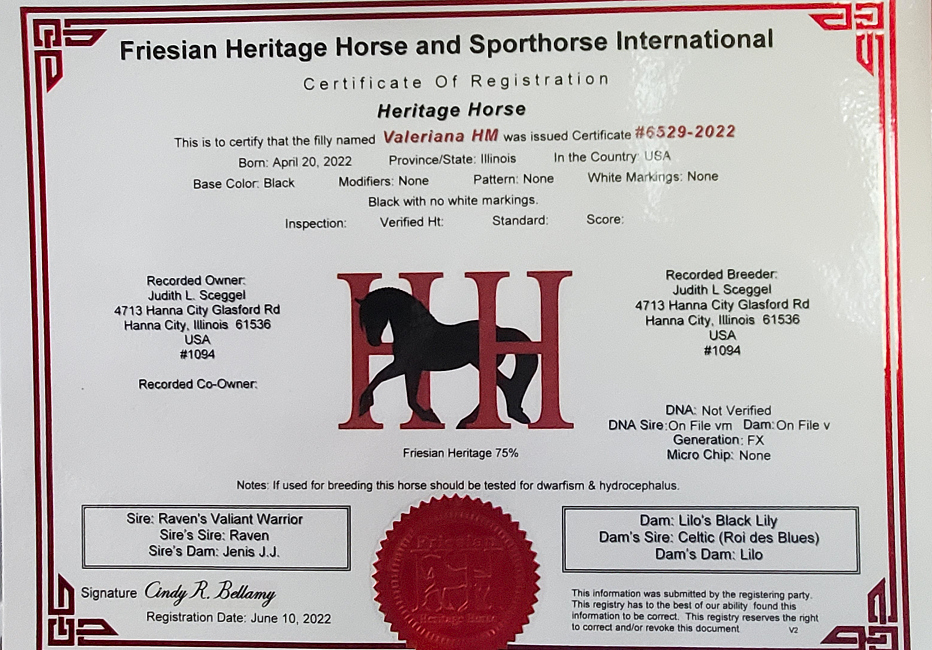 Friesian Heritage Horse and Sporthorse International
Certificate Of Registration
Heritage Horse
This is to certify that the filly named Valeriana HM was issued Certificate #6529-2022
Born: April 20, 2022 Province/State: Illinois In the Country: USA
Base Color: Black Modifiers: None Pattern: None White Markings: None
Black with no white markings.
Inspection: Verified Ht: Standard: Score:
Recorded Owner:
Judith L. Sceggel
4713 Hanna City Glasford Rd
Hanna City, Illinois 61536
USA
#1094
Recorded Co-Owner:
HH
Friesian Heritage 75%
Recorded Breeder:
Judith L Sceggel
4713 Hanna City Glasford Rd
Hanna City, Illinois 61536
USA
#1094
DNA: Not Verified
DNA Sire:On File vm Dam:On File v
Generation: FX
Micro Chip: None
Notes: If used for breeding this horse should be tested for dwarfism & hydrocephalus.
Sire: Raven's Valiant Warrior
Sire's Sire: Raven
Sire's Dam: Jenis J.J.
Friesian
Heritage Horse
Dam: Lilo's Black Lily
Dam's Sire: Celtic (Roi des Blues)
Dam's Dam: Lilo
Signature Cindy R. Bellamy
Registration Date: June 10, 2022
This information was submitted by the registering party.
This registry has to the best of our ability found this
information to be correct. This registry reserves the right
to correct and/or revoke this document V2